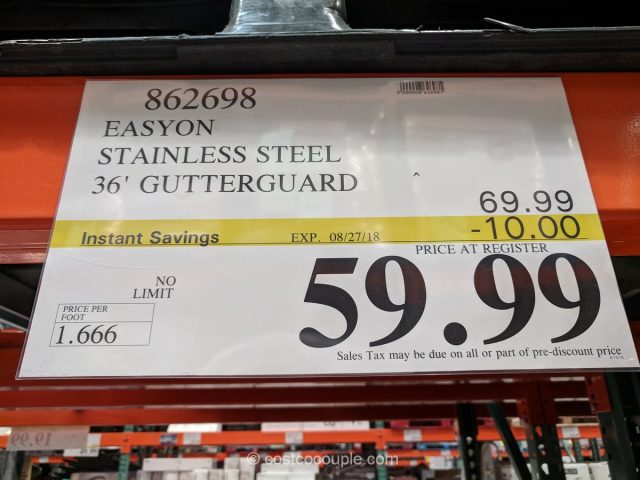 862698
EASYON
STAINLESS STEEL
36' GUTTERGUARD
69.99
Instant Savings EXP. 08/27/18 -10.00
PRICE AT REGISTER
59.99
NO
LIMIT
PRICE PER
FOOT
1.666
Sales Tax may be due on all or part of pre-discount price
© costcocouple.com